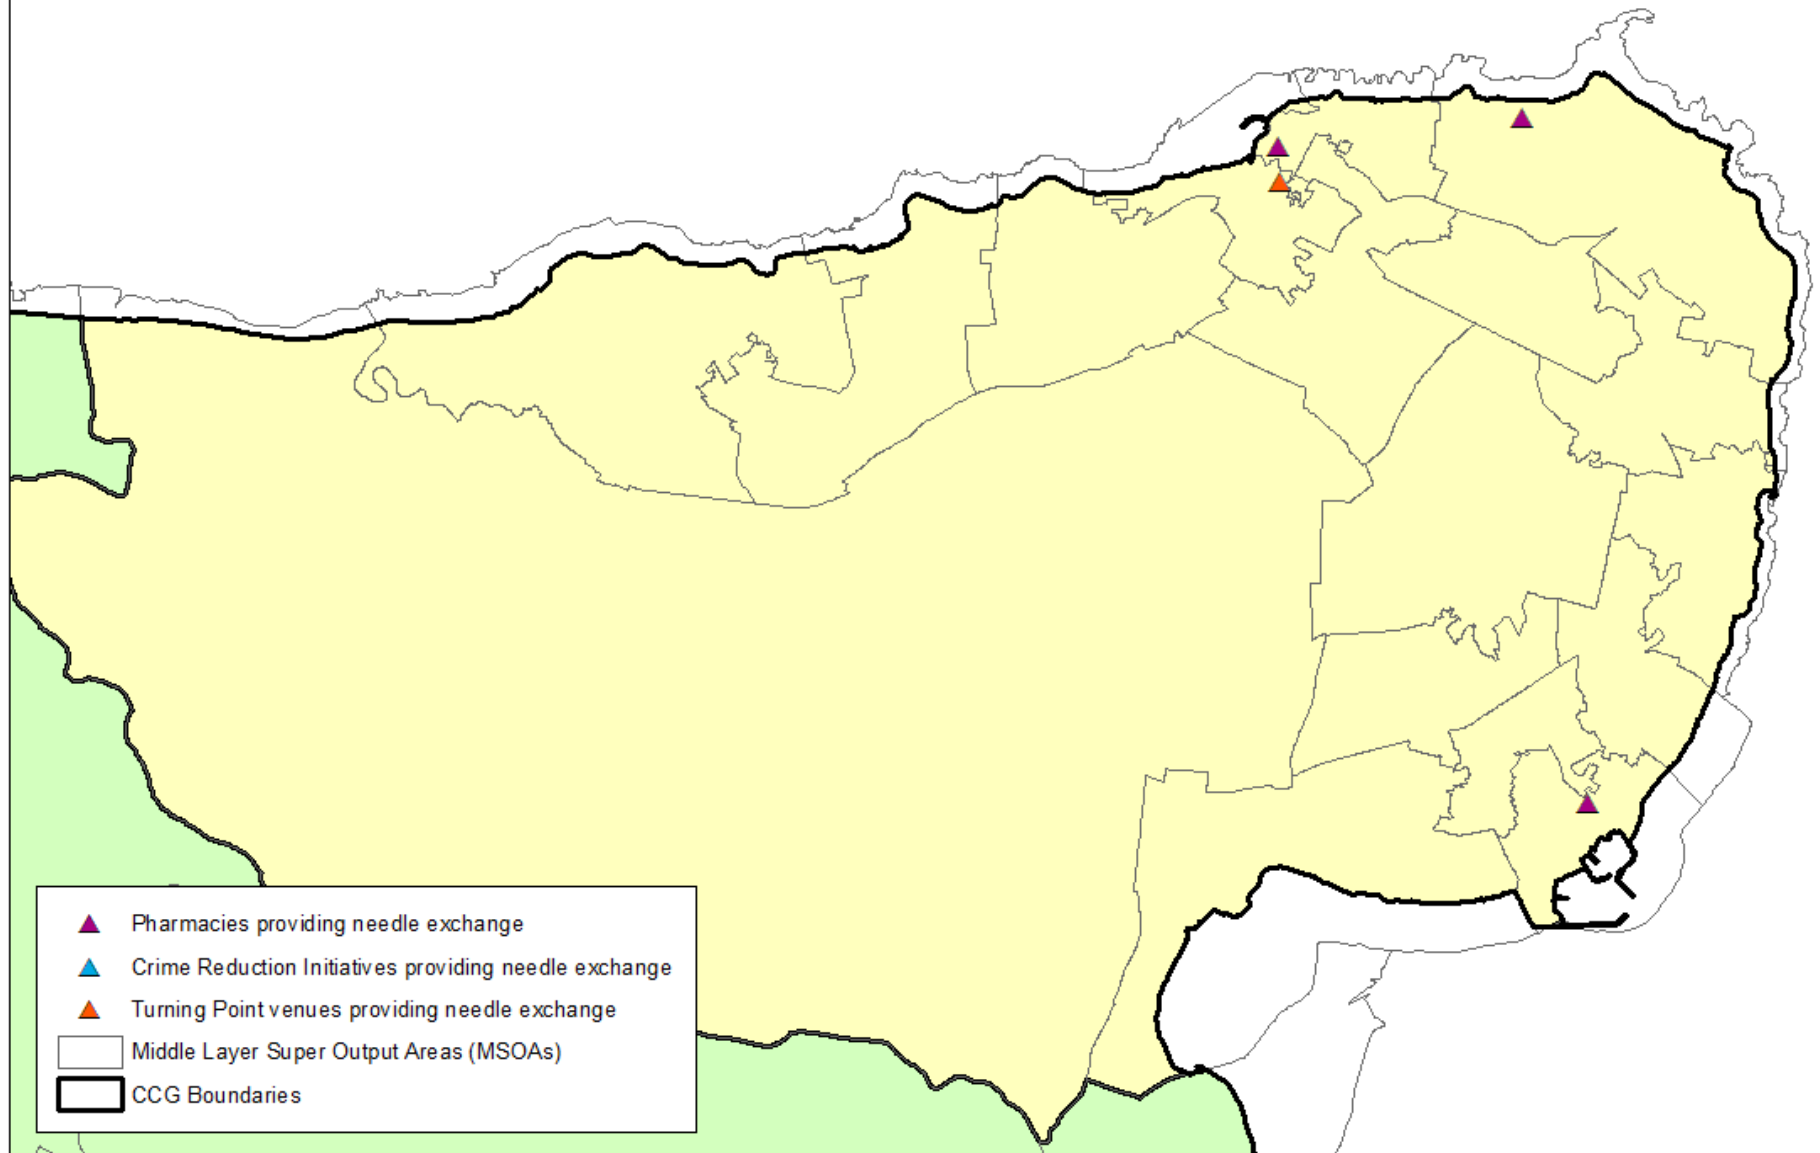 Pharmacies providing needle exchange
Crime Reduction Initiatives providing needle exchange
Turning Point venues providing needle exchange
Middle Layer Super Output Areas (MSOAs)
CCG Boundaries